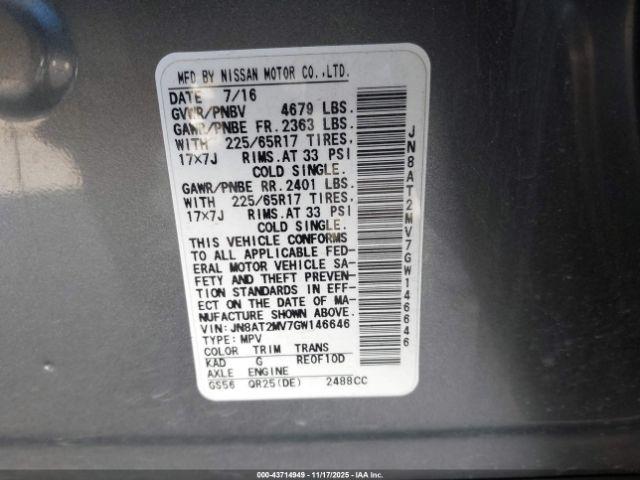 MFD BY NISSAN MOTOR CO.,LTD.
DATE 7/16
GVWR/PNBV 4679 LBS.
GAWR/PNBE FR. 2363 LBS.
WITH 225/65R17 TIRES.
17×7J RIMS.AT 33 PSI
COLD SINGLE.
GAWR/PNBE RR. 2401 LBS.
WITH 225/65R17 TIRES.
17×7J RIMS.AT 33 PSI
COLD SINGLE.
THIS VEHICLE CONFORMS
TO ALL APPLICABLE FED-
ERAL MOTOR VEHICLE SA-
FETY AND THEFT PREVEN-
TION STANDARDS IN EFF-
ECT ON THE DATE OF MA-
NUFACTURE SHOWN ABOVE.
VIN: JN8AT2MV7GW146646
TYPE: MPV
COLOR TRIM TRANS
KAD G RE0F10D
AXLE ENGINE
GS56 QR25(DE) 2488CC
JN8AT2MV7GW146646
000-43714949 - 11/17/2025 - IAA Inc.